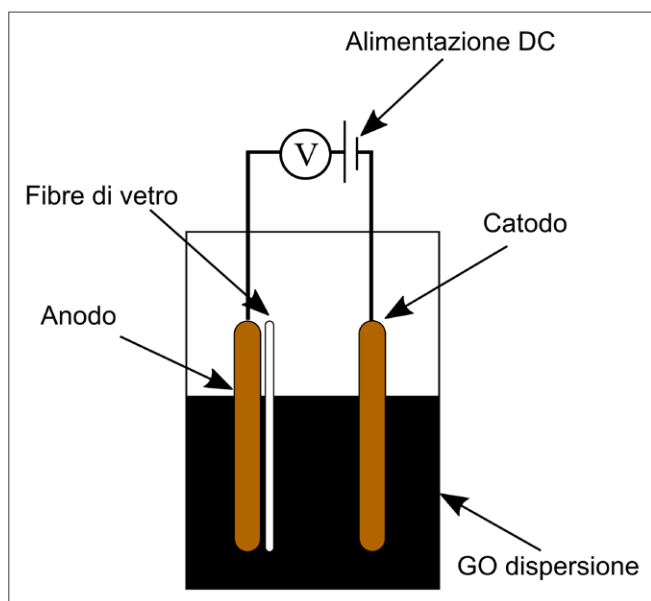 Alimentazione DC
V
Fibre di vetro
Catodo
Anodo
GO dispersione